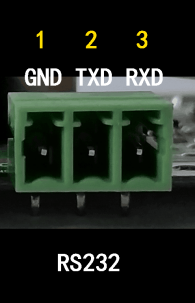 1 2 3
GND TXD RXD
RS232